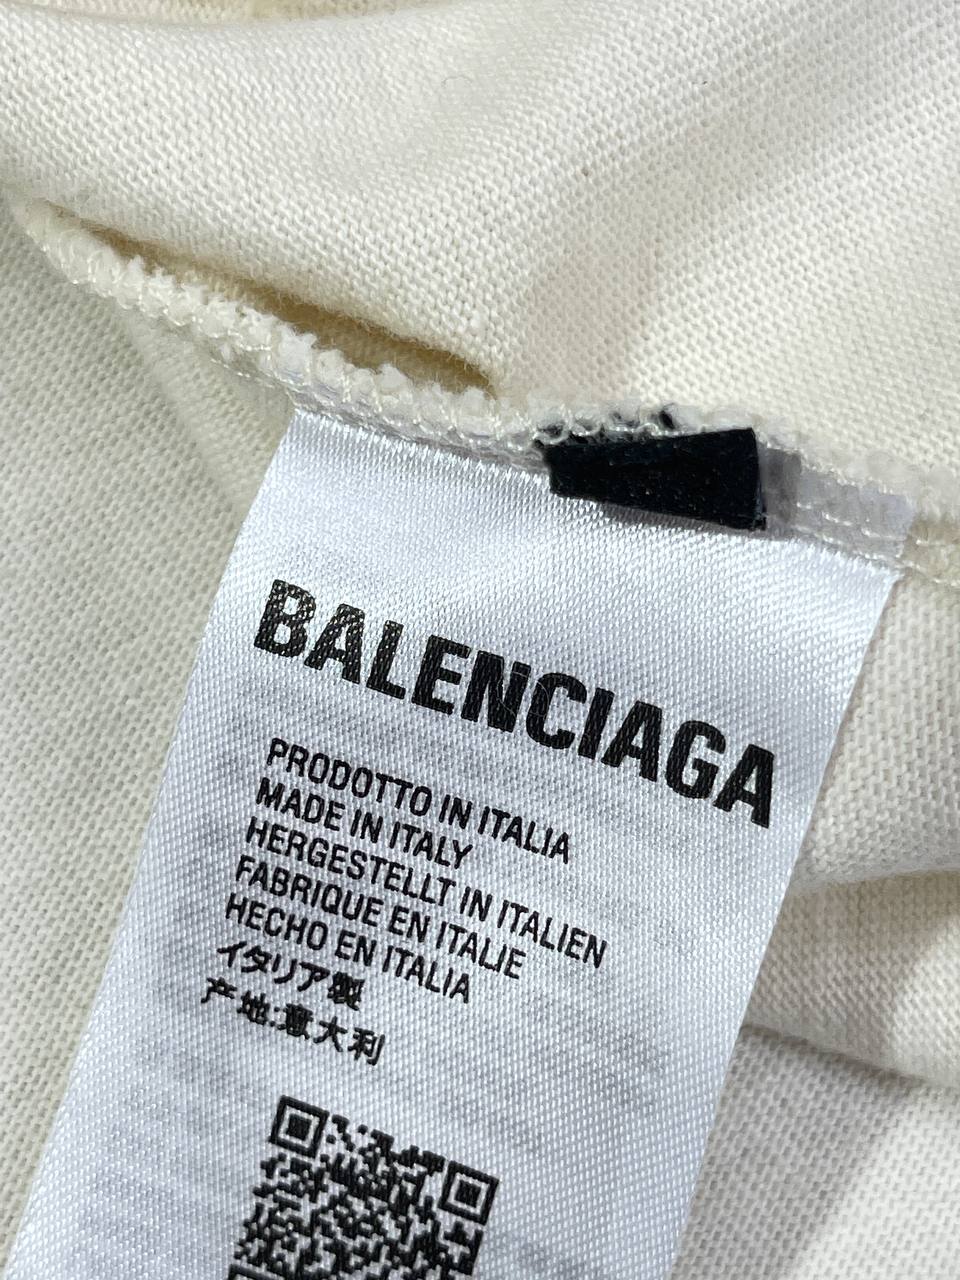 BALENCIAGA
PRODOTTO IN ITALIA
MADE IN ITALY
HERGESTELLT IN ITALIEN
FABRIQUE EN ITALIE
HECHO EN ITALIA
イタリア製
产地:意大利